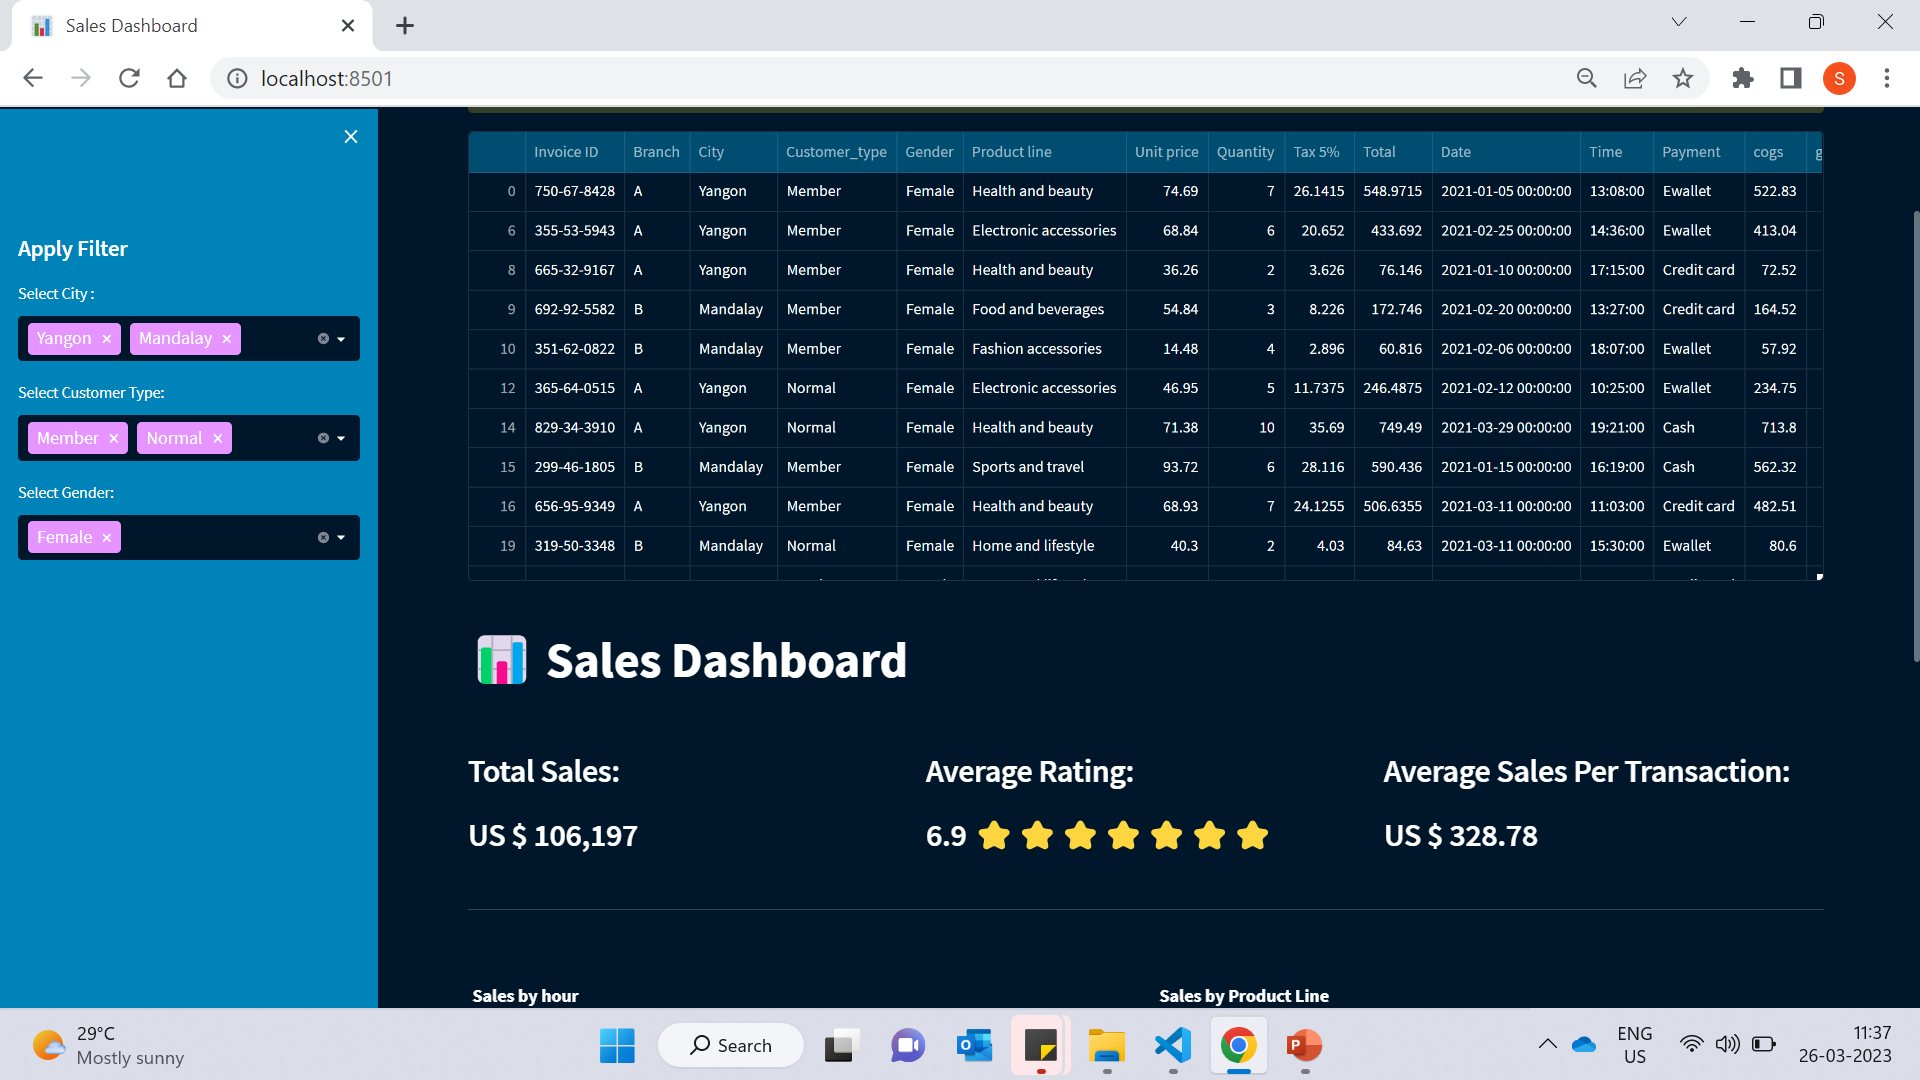 Sales Dashboard
localhost:8501
S
Apply Filter
Select City :
Yangon × Mandalay ×
Select Customer Type:
Member × Normal ×
Select Gender:
Female ×
Invoice ID Branch City Customer_type Gender Product line Unit price Quantity Tax 5% Total Date Time Payment cogs
0 750-67-8428 A Yangon Member Female Health and beauty 74.69 7 26.1415 548.9715 2021-01-05 00:00:00 13:08:00 Ewallet 522.83
6 355-53-5943 A Yangon Member Female Electronic accessories 68.84 6 20.652 433.692 2021-02-25 00:00:00 14:36:00 Ewallet 413.04
8 665-32-9167 A Yangon Member Female Health and beauty 36.26 2 3.626 76.146 2021-01-10 00:00:00 17:15:00 Credit card 72.52
9 692-92-5582 B Mandalay Member Female Food and beverages 54.84 3 8.226 172.746 2021-02-20 00:00:00 13:27:00 Credit card 164.52
10 351-62-0822 B Mandalay Member Female Fashion accessories 14.48 4 2.896 60.816 2021-02-06 00:00:00 18:07:00 Ewallet 57.92
12 365-64-0515 A Yangon Normal Female Electronic accessories 46.95 5 11.7375 246.4875 2021-02-12 00:00:00 10:25:00 Ewallet 234.75
14 829-34-3910 A Yangon Normal Female Health and beauty 71.38 10 35.69 749.49 2021-03-29 00:00:00 19:21:00 Cash 713.8
15 299-46-1805 B Mandalay Member Female Sports and travel 93.72 6 28.116 590.436 2021-01-15 00:00:00 16:19:00 Cash 562.32
16 656-95-9349 A Yangon Member Female Health and beauty 68.93 7 24.1255 506.6355 2021-03-11 00:00:00 11:03:00 Credit card 482.51
19 319-50-3348 B Mandalay Normal Female Home and lifestyle 40.3 2 4.03 84.63 2021-03-11 00:00:00 15:30:00 Ewallet 80.6
Sales Dashboard
Total Sales:
US $ 106,197
Average Rating:
6.9
Average Sales Per Transaction:
US $ 328.78
Sales by hour
Sales by Product Line
29°C
Mostly sunny
Search
ENG
US
11:37
26-03-2023